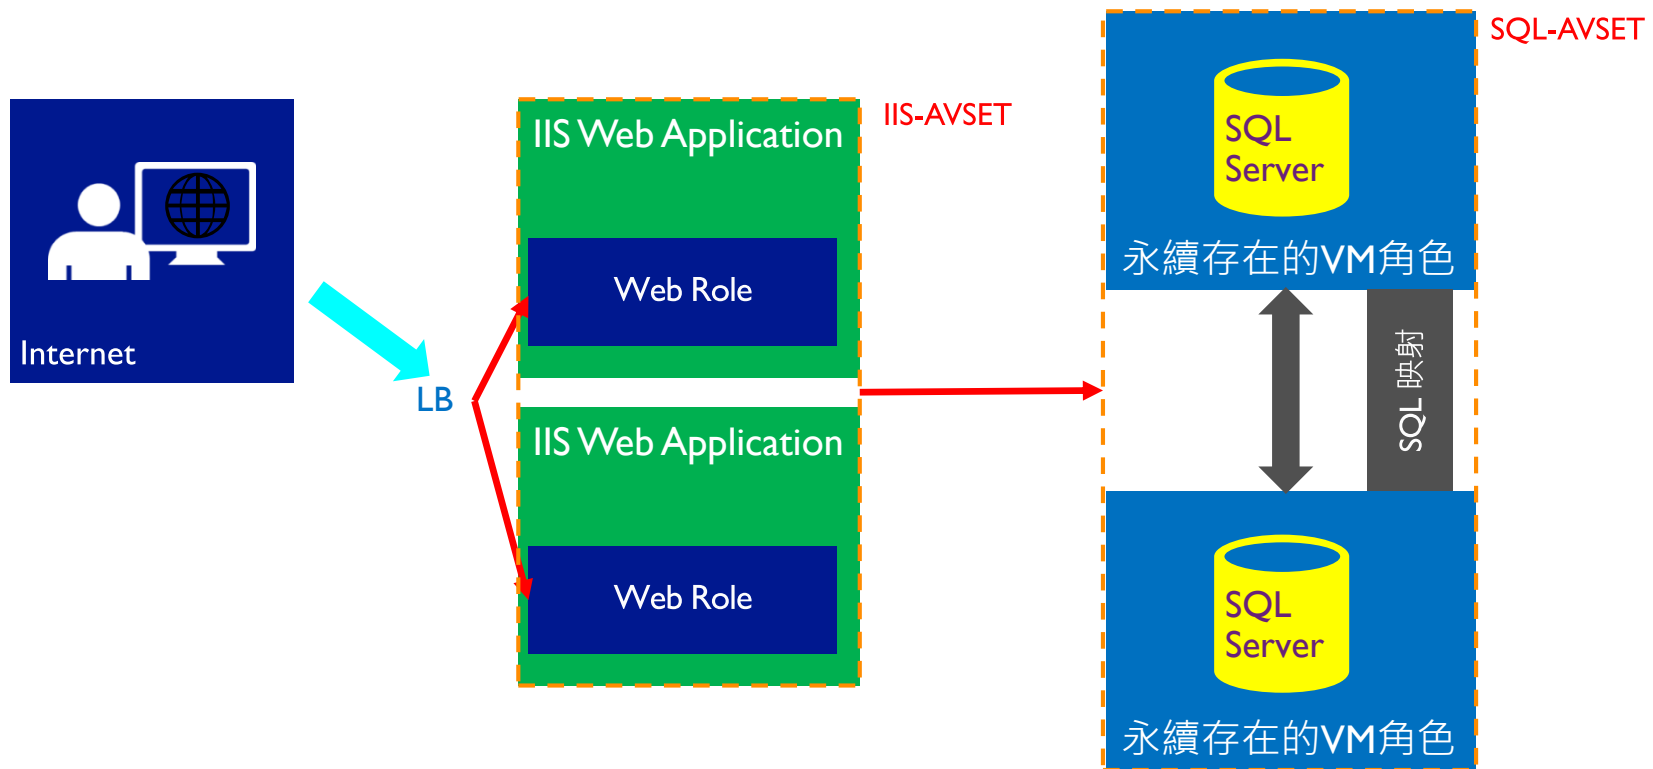 Internet
LB
IIS-AVSET
IIS Web Application
Web Role
IIS Web Application
Web Role
SQL-AVSET
SQL
Server
永續存在的VM角色
SQL 映射
SQL
Server
永續存在的VM角色